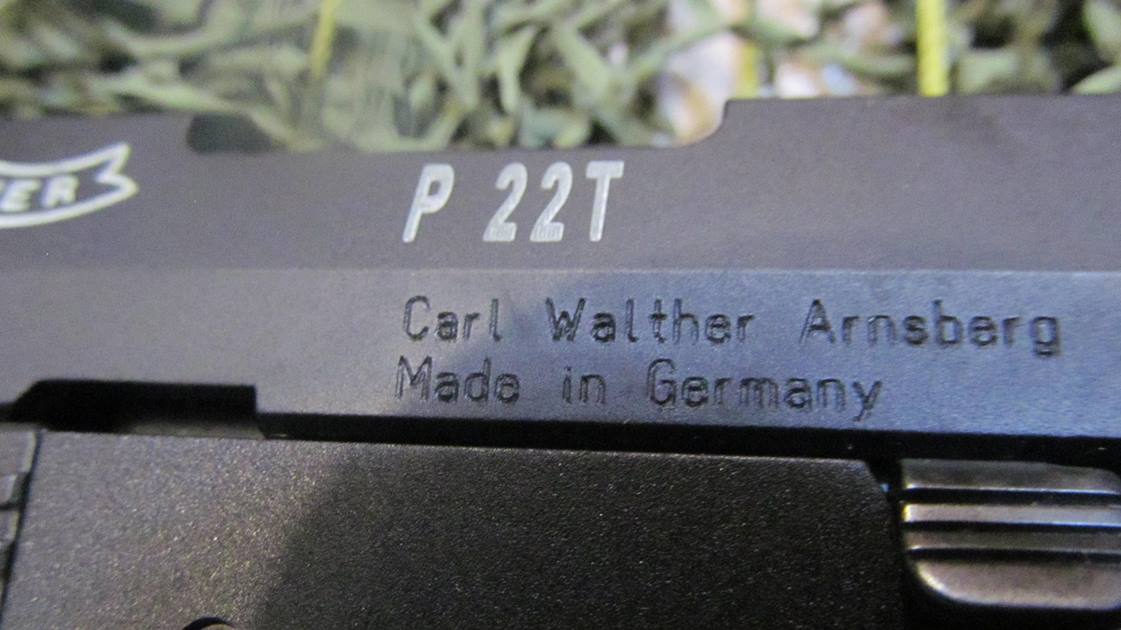 P 22T
Carl Walther Arnsberg
Made in Germany